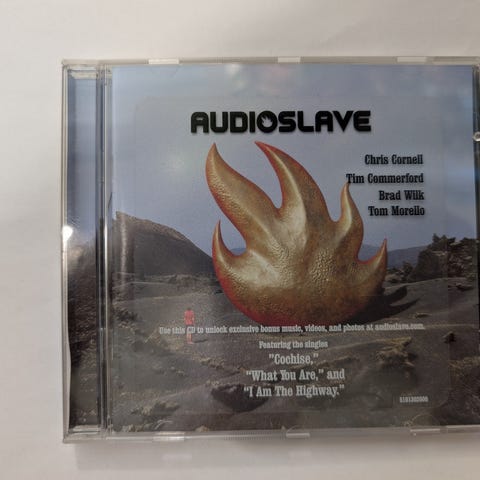 AUDIOSLAVE
Chris Cornell
Tim Commerford
Brad Wilk
Tom Morello
Use this CD to unlock exclusive bonus music, videos, and photos at audioslave.com.
Featuring the singles
"Cochise,"
"What You Are," and
"I Am The Highway."